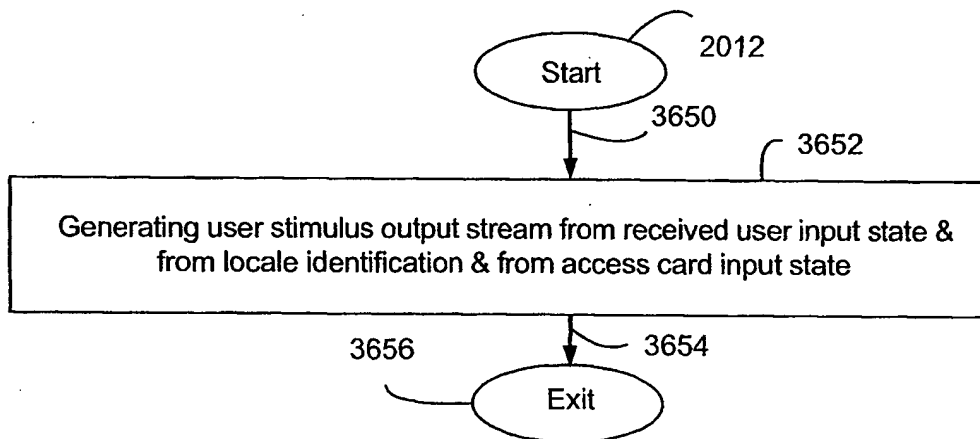 2012
Start
3650
3652
Generating user stimulus output stream from received user input state &
from locale identification & from access card input state
3656
3654
Exit